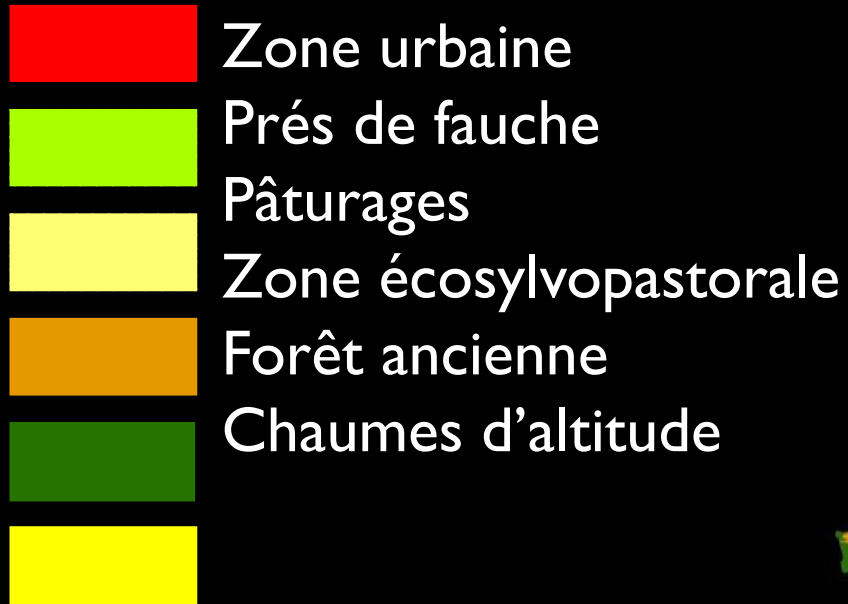 Zone urbaine
Prés de fauche
Pâturages
Zone écosylvopastorale
Forêt ancienne
Chaumes d’altitude